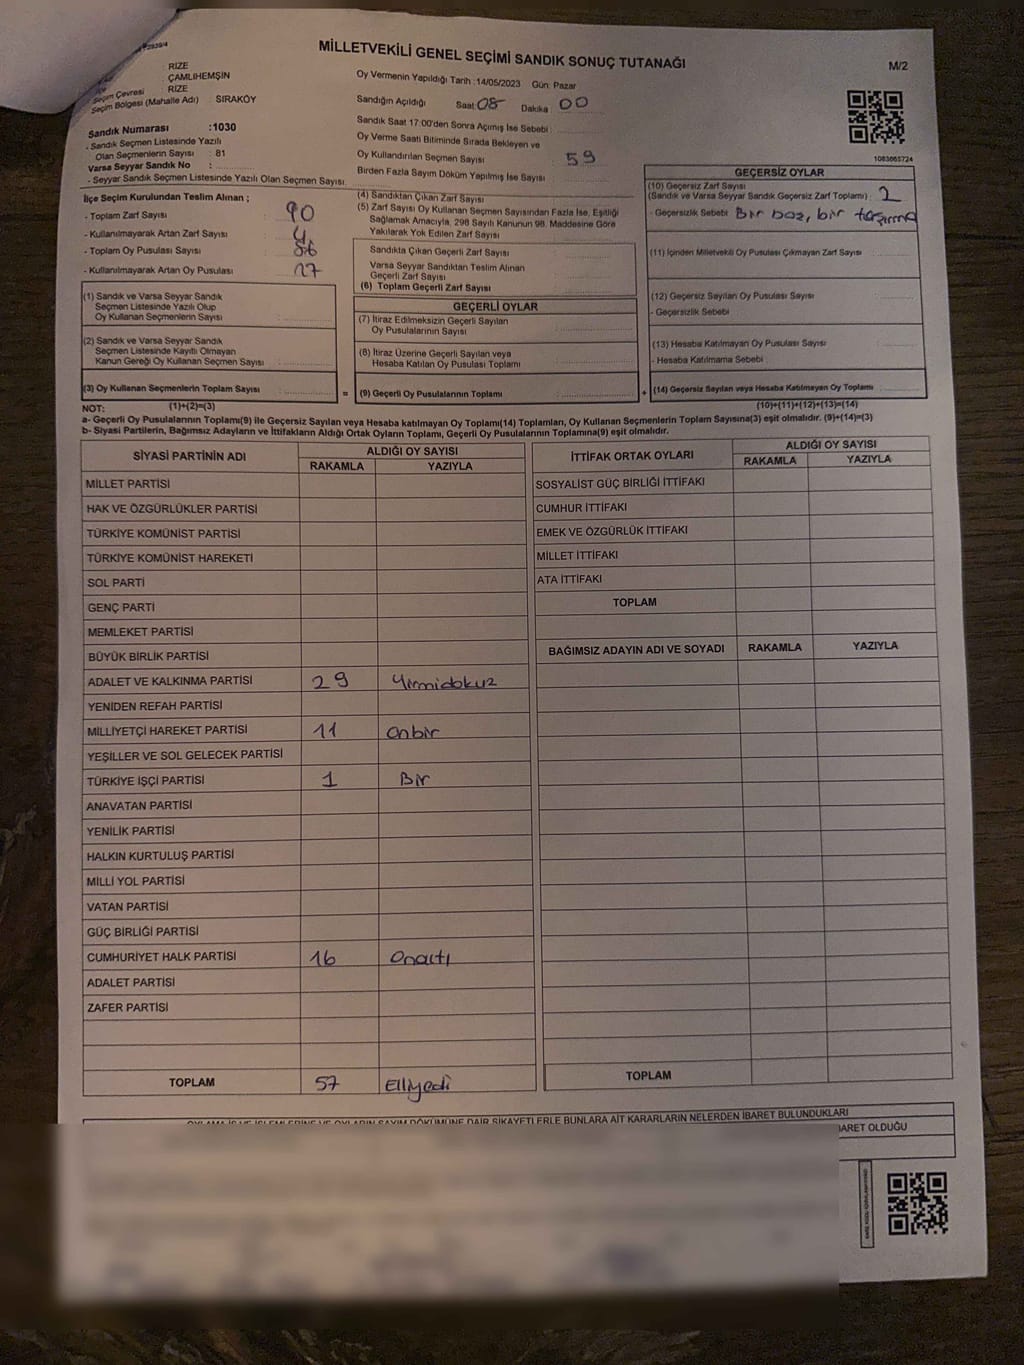 MİLLETVEKİLİ GENEL SEÇİMİ SANDIK SONUÇ TUTANAĞI
M/2
RİZE
ÇAMLIHEMŞİN
Seçim Çevresi RİZE
Seçim Bölgesi (Mahalle Adı) SIRAKÖY
Sandık Numarası :1030
- Sandık Seçmen Listesinde Yazılı
Olan Seçmenlerin Sayısı : 81
Varsa Seyyar Sandık No :
- Seyyar Sandık Seçmen Listesinde Yazılı Olan Seçmen Sayısı:
Oy Vermenin Yapıldığı Tarih :14/05/2023 Gün: Pazar
Sandığın Açıldığı Saat: 08 Dakika : 00
Sandık Saat 17:00'den Sonra Açılmış İse Sebebi :
Oy Verme Saati Bitiminde Sırada Bekleyen ve
Oy Kullandırılan Seçmen Sayısı : 59
Birden Fazla Sayım Döküm Yapılmış İse Sayısı
1083665724
İlçe Seçim Kurulundan Teslim Alınan ;
- Toplam Zarf Sayısı : 90
- Kullanılmayarak Artan Zarf Sayısı : 4
- Toplam Oy Pusulası Sayısı : 86
- Kullanılmayarak Artan Oy Pusulası : 27
(1) Sandık ve Varsa Seyyar Sandık
Seçmen Listesinde Yazılı Olup
Oy Kullanan Seçmenlerin Sayısı
(2) Sandık ve Varsa Seyyar Sandık
Seçmen Listesinde Kayıtlı Olmayan
Kanun Gereği Oy Kullanan Seçmen Sayısı
(3) Oy Kullanan Seçmenlerin Toplam Sayısı
(1)+(2)=(3)
(4) Sandıktan Çıkan Zarf Sayısı
(5) Zarf Sayısı Oy Kullanan Seçmen Sayısından Fazla İse, Eşitliği
Sağlamak Amacıyla, 298 Sayılı Kanunun 98. Maddesine Göre
Yakılarak Yok Edilen Zarf Sayısı
Sandıkta Çıkan Geçerli Zarf Sayısı
Varsa Seyyar Sandıktan Teslim Alınan
Geçerli Zarf Sayısı
(6) Toplam Geçerli Zarf Sayısı
GEÇERLİ OYLAR
(7) İtiraz Edilmeksizin Geçerli Sayılan
Oy Pusulalarının Sayısı
(8) İtiraz Üzerine Geçerli Sayılan veya
Hesaba Katılan Oy Pusulası Toplamı
= (9) Geçerli Oy Pusulalarının Toplamı
GEÇERSİZ OYLAR
(10) Geçersiz Zarf Sayısı
(Sandık ve Varsa Seyyar Sandık Geçersiz Zarf Toplamı) : 2
- Geçersizlik Sebebi Bir boş, bir taşırma
(11) İçinden Milletvekili Oy Pusulası Çıkmayan Zarf Sayısı
(12) Geçersiz Sayılan Oy Pusulası Sayısı
- Geçersizlik Sebebi
(13) Hesaba Katılmayan Oy Pusulası Sayısı
- Hesaba Katılmama Sebebi
+ (14) Geçersiz Sayılan veya Hesaba Katılmayan Oy Toplamı
(10)+(11)+(12)+(13)=(14)
NOT:
a- Geçerli Oy Pusulalarının Toplamı(9) ile Geçersiz Sayılan veya Hesaba katılmayan Oy Toplamı(14) Toplamları, Oy Kullanan Seçmenlerin Toplam Sayısına(3) eşit olmalıdır. (9)+(14)=(3)
b- Siyasi Partilerin, Bağımsız Adayların ve İttifakların Aldığı Ortak Oyların Toplamı, Geçerli Oy Pusulalarının Toplamına(9) eşit olmalıdır.
SİYASİ PARTİNİN ADI ALDIĞI OY SAYISI
RAKAMLA YAZIYLA
MİLLET PARTİSİ
HAK VE ÖZGÜRLÜKLER PARTİSİ
TÜRKİYE KOMÜNİST PARTİSİ
TÜRKİYE KOMÜNİST HAREKETİ
SOL PARTİ
GENÇ PARTİ
MEMLEKET PARTİSİ
BÜYÜK BİRLİK PARTİSİ
ADALET VE KALKINMA PARTİSİ 29 Yirmidokuz
YENİDEN REFAH PARTİSİ
MİLLİYETÇİ HAREKET PARTİSİ 11 Onbir
YEŞİLLER VE SOL GELECEK PARTİSİ
TÜRKİYE İŞÇİ PARTİSİ 1 Bir
ANAVATAN PARTİSİ
YENİLİK PARTİSİ
HALKIN KURTULUŞ PARTİSİ
MİLLİ YOL PARTİSİ
VATAN PARTİSİ
GÜÇ BİRLİĞİ PARTİSİ
CUMHURİYET HALK PARTİSİ 16 Onaltı
ADALET PARTİSİ
ZAFER PARTİSİ
TOPLAM 57 Elliyedi
İTTİFAK ORTAK OYLARI ALDIĞI OY SAYISI
RAKAMLA YAZIYLA
SOSYALİST GÜÇ BİRLİĞİ İTTİFAKI
CUMHUR İTTİFAKI
EMEK VE ÖZGÜRLÜK İTTİFAKI
MİLLET İTTİFAKI
ATA İTTİFAKI
TOPLAM
BAĞIMSIZ ADAYIN ADI VE SOYADI RAKAMLA YAZIYLA
TOPLAM
OYLAMA İŞ VE İŞLEMLERİNE VE OYLARIN SAYIM DÖKÜMÜNE DAİR ŞİKAYETLERLE BUNLARA AİT KARARLARIN NELERDEN İBARET BULUNDUKLARI
İBARET OLDUĞU